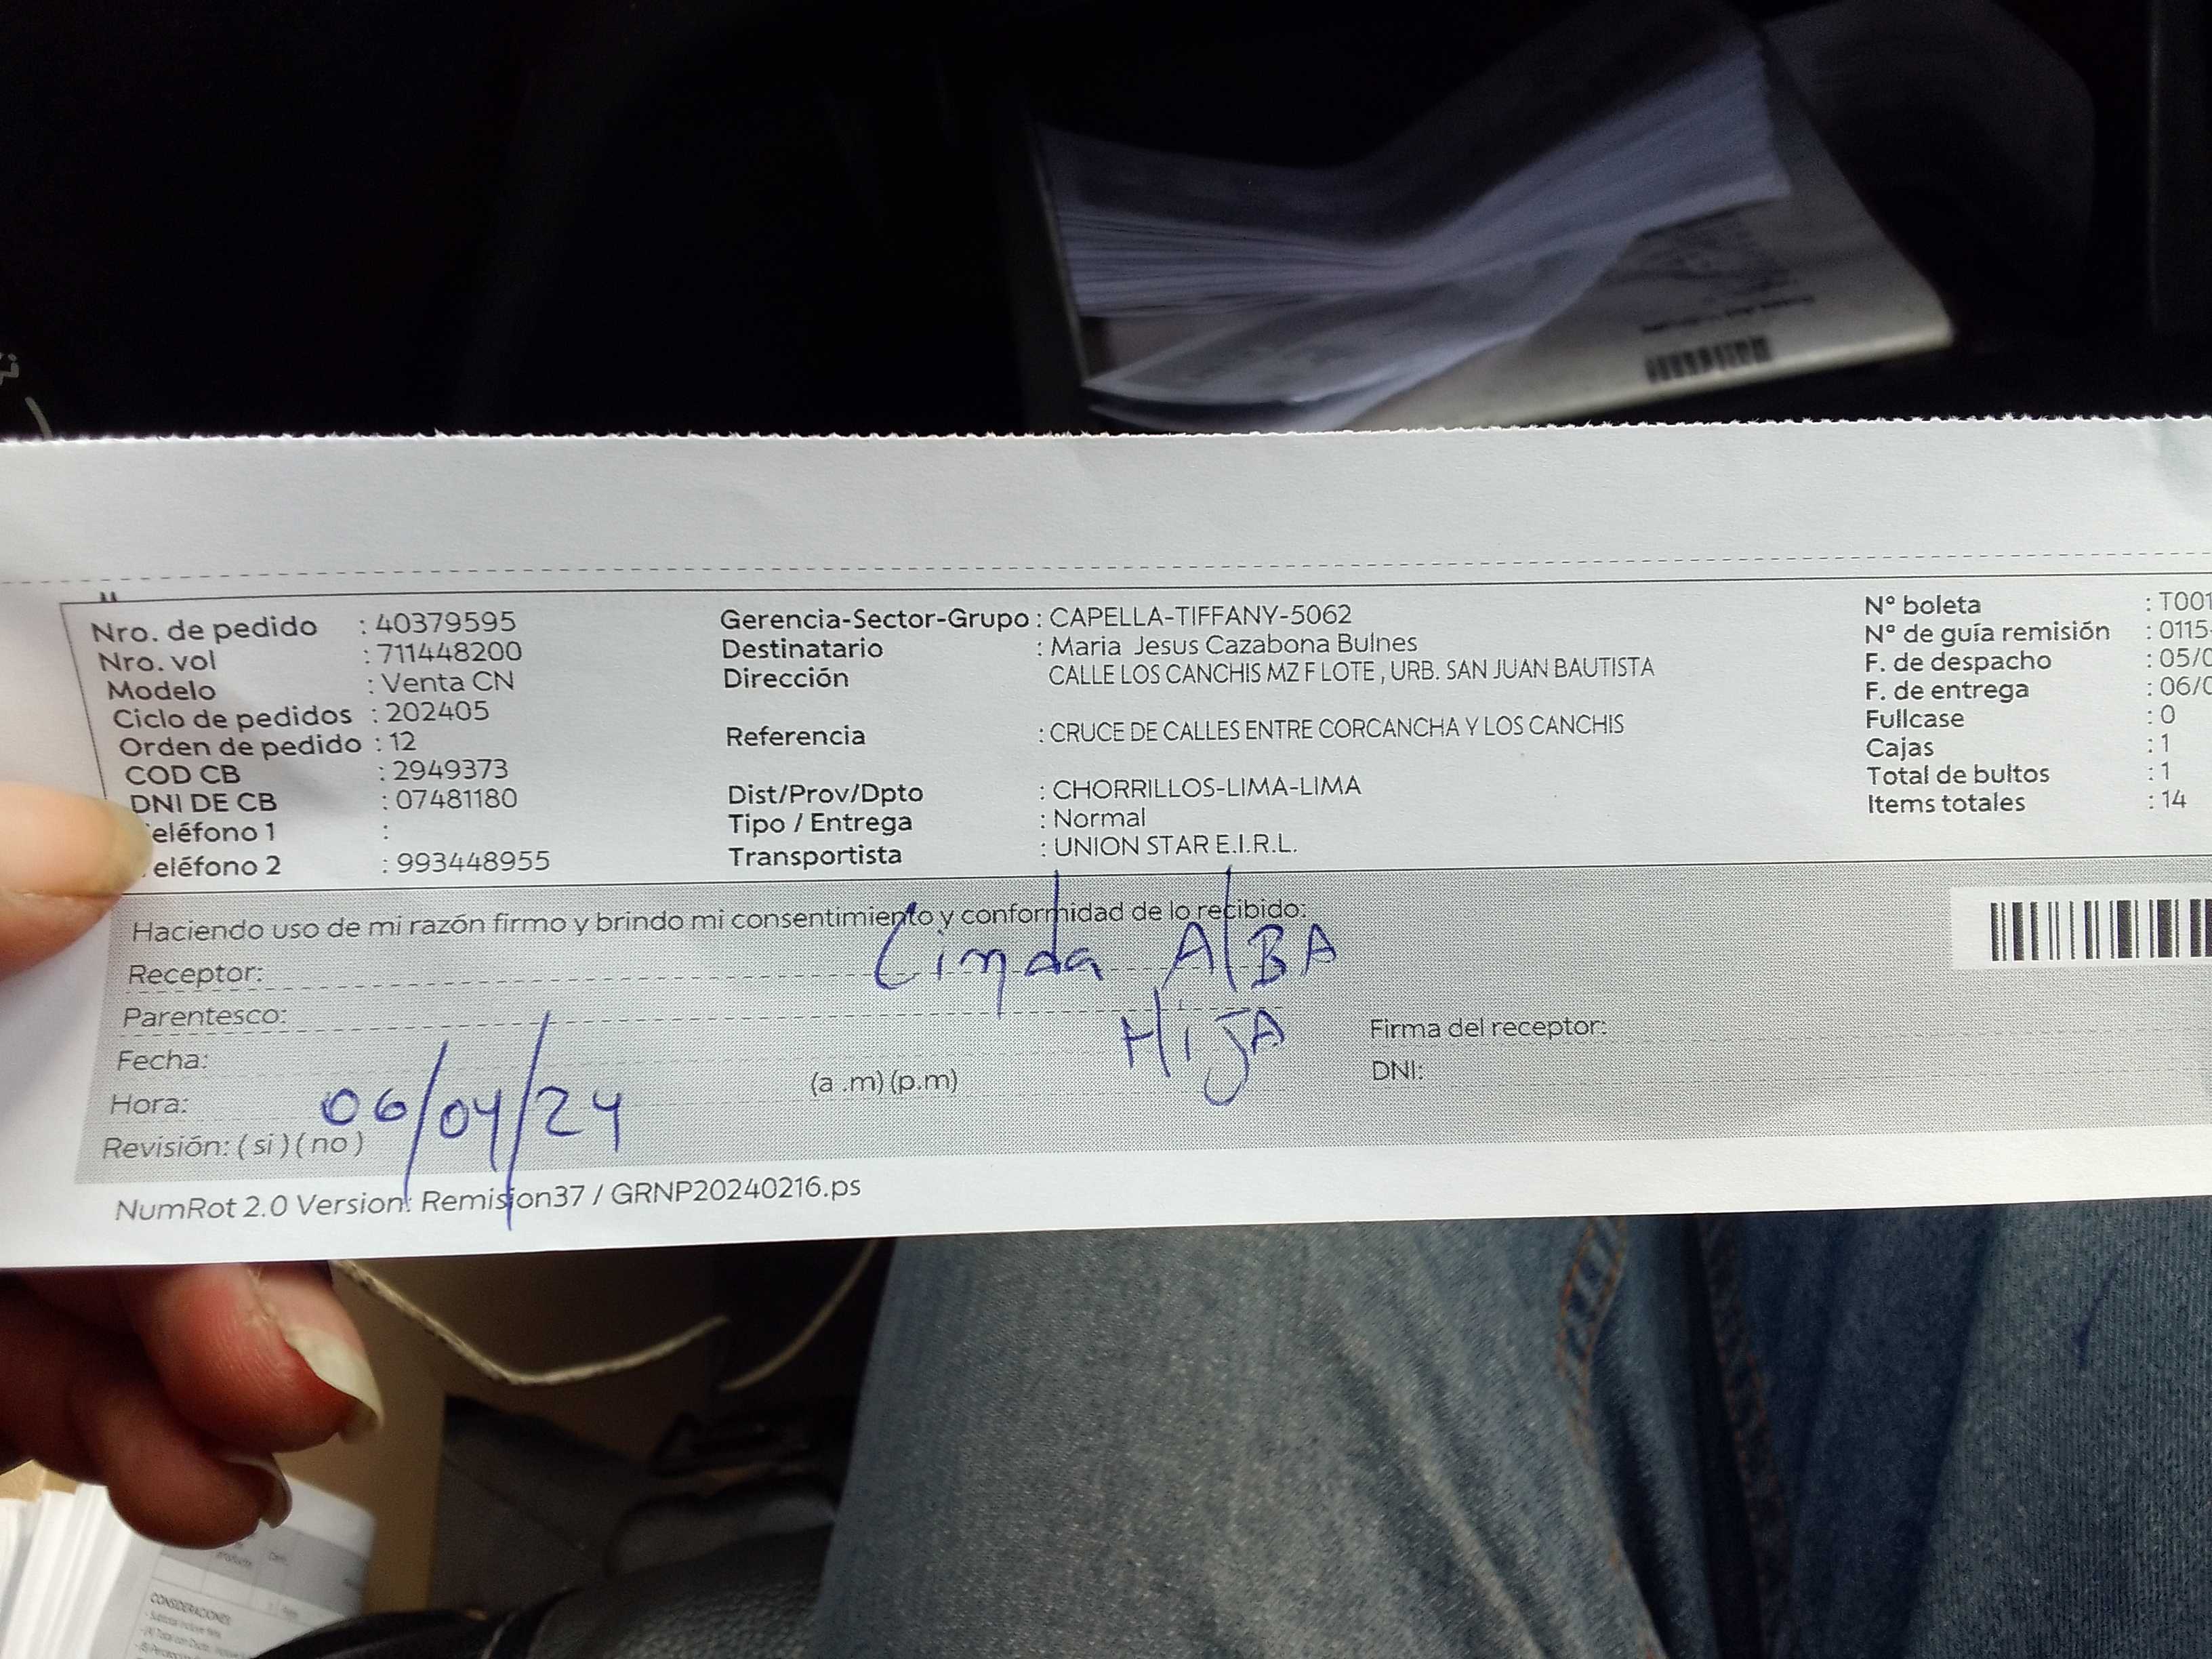 Nro. de pedido : 40379595
Nro. vol : 711448200
Modelo : Venta CN
Ciclo de pedidos : 202405
Orden de pedido : 12
COD CB : 2949373
DNI DE CB : 07481180
eléfono 1 :
eléfono 2 : 993448955
Gerencia-Sector-Grupo : CAPELLA-TIFFANY-5062
Destinatario : Maria Jesus Cazabona Bulnes
Dirección CALLE LOS CANCHIS MZ F LOTE , URB. SAN JUAN BAUTISTA
Referencia : CRUCE DE CALLES ENTRE CORCANCHA Y LOS CANCHIS
Dist/Prov/Dpto : CHORRILLOS-LIMA-LIMA
Tipo / Entrega : Normal
Transportista : UNION STAR E.I.R.L.
N° boleta : T001
N° de guía remisión : 0115-
F. de despacho : 05/0
F. de entrega : 06/0
Fullcase : 0
Cajas : 1
Total de bultos : 1
Items totales : 14
Haciendo uso de mi razón firmo y brindo mi consentimiento y conformidad de lo recibido:
Receptor: Linda AlBA
Parentesco: HiJA
Fecha: 06/04/24
Hora: (a .m) (p.m)
Revisión: ( si ) ( no )
Firma del receptor:
DNI:
NumRot 2.0 Version: Remision37 / GRNP20240216.ps
CONSIDERACIONES: